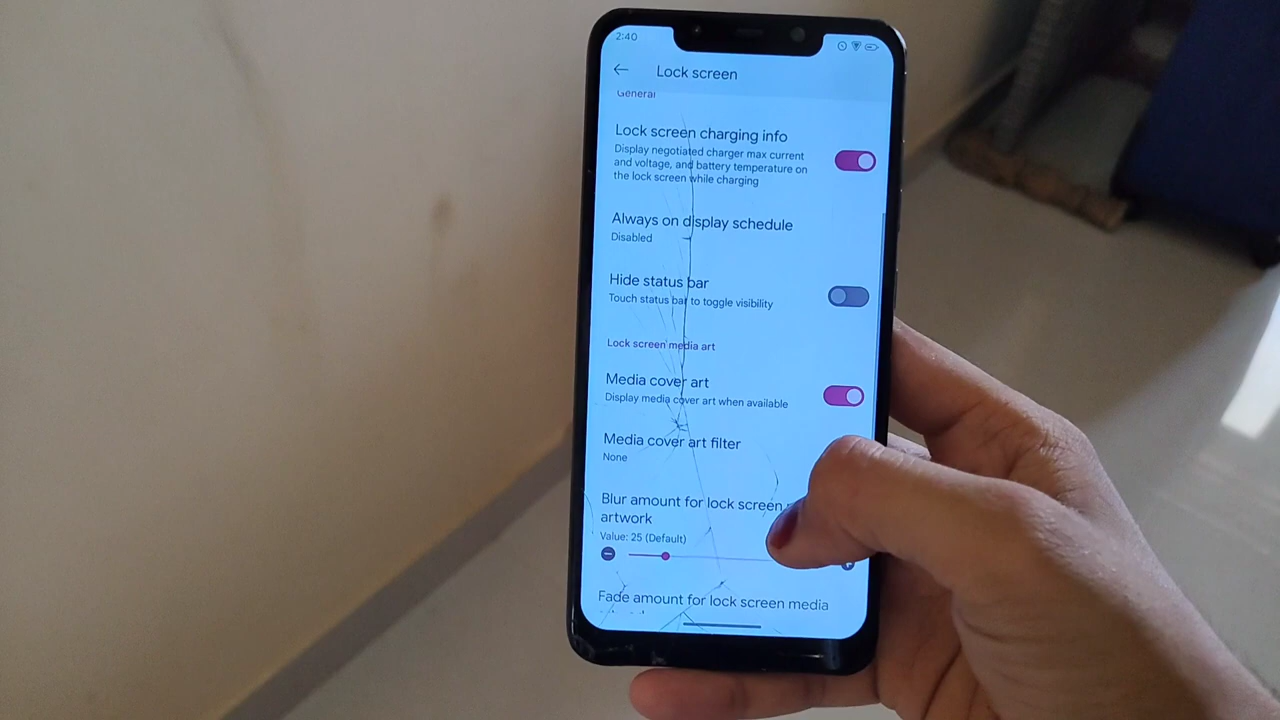 2:40
Lock screen
General
Lock screen charging info
Display negotiated charger max current
and voltage, and battery temperature on
the lock screen while charging
Always on display schedule
Disabled
Hide status bar
Touch status bar to toggle visibility
Lock screen media art
Media cover art
Display media cover art when available
Media cover art filter
None
Blur amount for lock screen
artwork
Value: 25 (Default)
Fade amount for lock screen media